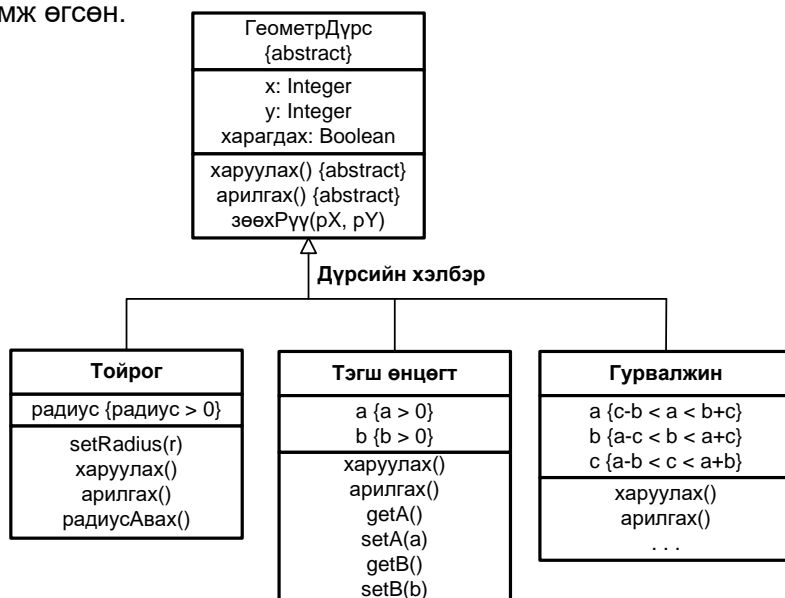 мж өгсөн.
ГеометрДүрс
{abstract}
x: Integer
y: Integer
харагдах: Boolean
харуулах() {abstract}
арилгах() {abstract}
зөөхРүү(pX, pY)
Дүрсийн хэлбэр
Тойрог
радиус {радиус > 0}
setRadius(r)
харуулах()
арилгах()
радиусАвах()
Тэгш өнцөгт
a {a > 0}
b {b > 0}
харуулах()
арилгах()
getA()
setA(a)
getB()
setB(b)
Гурвалжин
a {c-b < a < b+c}
b {a-c < b < a+c}
c {a-b < c < a+b}
харуулах()
арилгах()
. . .